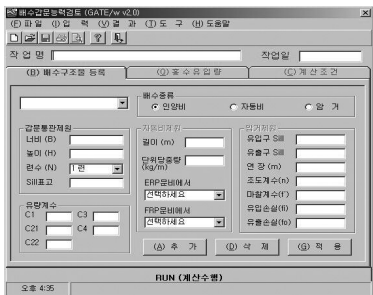 배수갑문능력검토 (GATE/w v2.0)
(F)파 일 (I)입 력 (V)결 과 (T)도 구 (H)도움말
작 업 명 작업일
(B) 배수구조물 등록 (Q)홍 수 유 입 량 (C)계 산 조 건
배수종류
인양비 자동비 암 거
갑문통관제원
너비 (B)
높이 (H)
련수 (N) 1 련
Sill표고
자동비제원
길이 (m)
단위당중량 (kg/m)
ERP문비에서
선택하세요
FRP문비에서
선택하세요
암거제원
유입구 Sill
유출구 Sill
연 장 (m)
조도계수(n)
마찰계수(f')
유입손실(fi)
유출손실(fo)
유량계수
C1 C3
C21 C4
C22
(A) 추 가 (D) 삭 제 (G) 적 용
RUN (계산수행)
오후 4:35